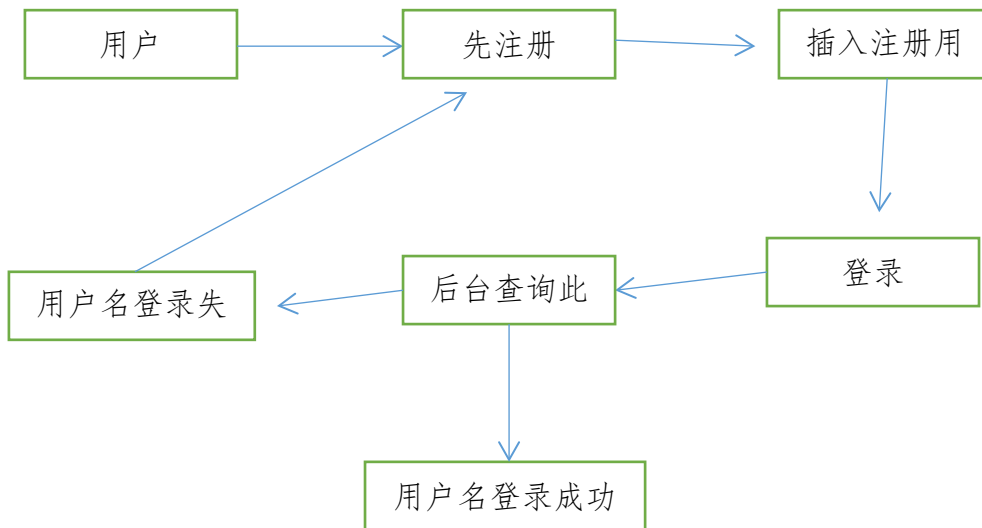 用户
先注册
插入注册用
登录
后台查询此
用户名登录失
用户名登录成功